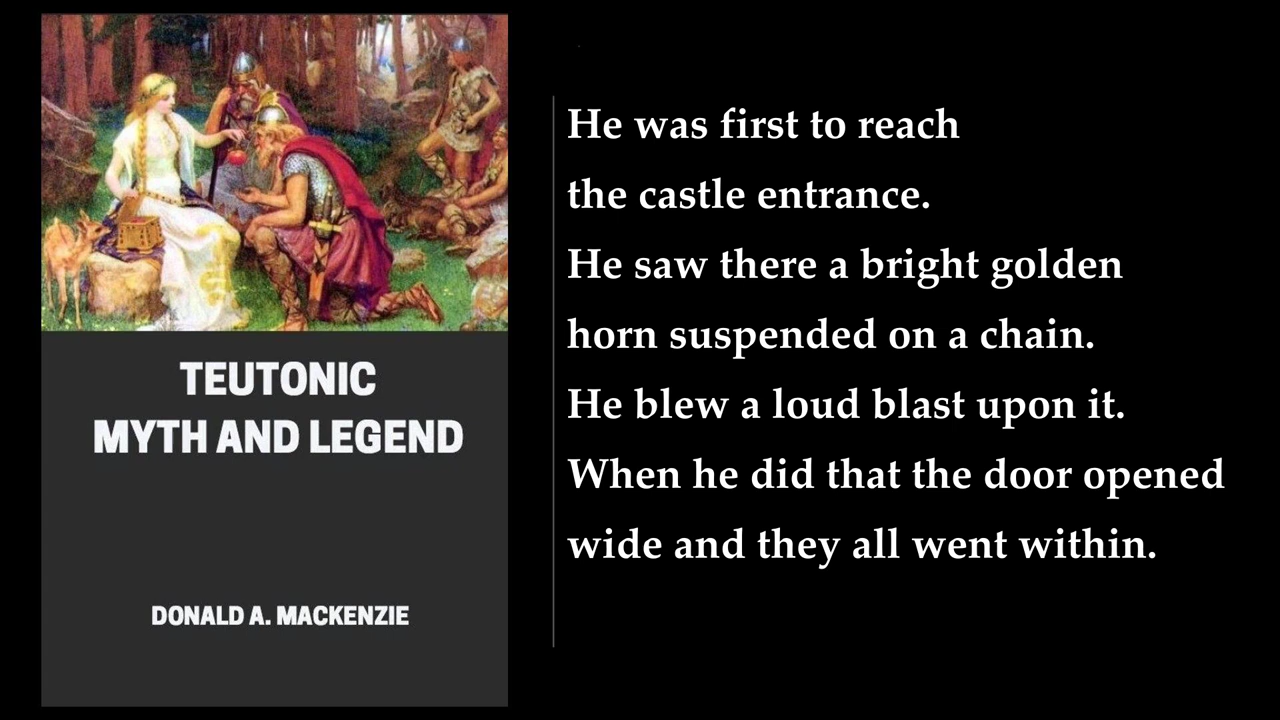 TEUTONIC
MYTH AND LEGEND
DONALD A. MACKENZIE
He was first to reach
the castle entrance.
He saw there a bright golden
horn suspended on a chain.
He blew a loud blast upon it.
When he did that the door opened
wide and they all went within.